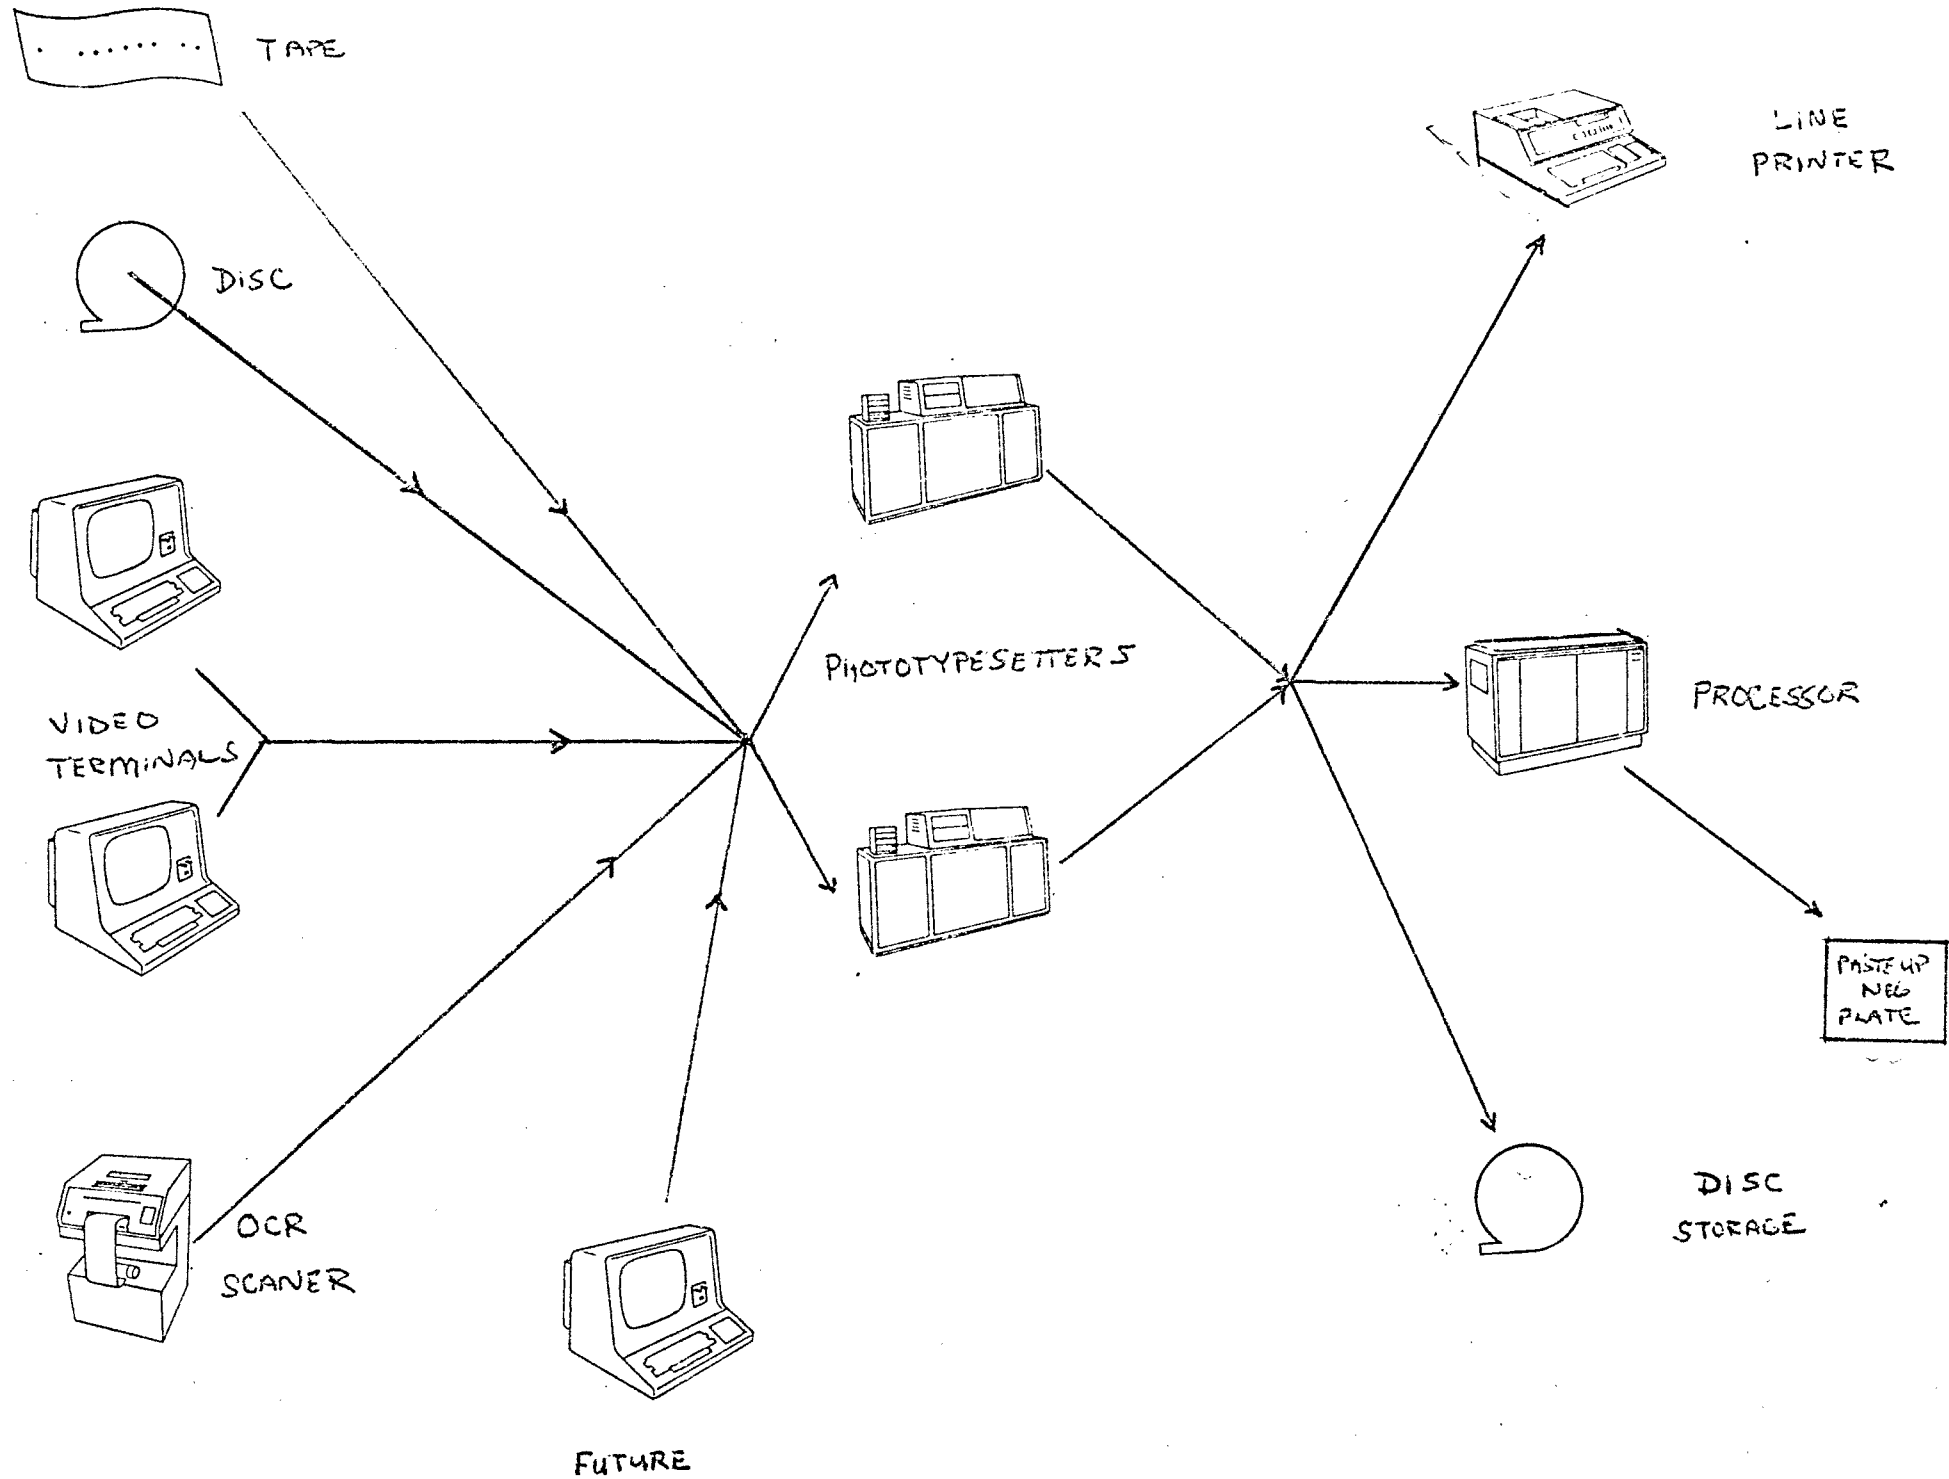 TAPE
LINE
PRINTER
DISC
PHOTOTYPESETTERS
PROCESSOR
VIDEO
TERMINALS
PASTE UP
NEG
PLATE
DISC
STORAGE
OCR
SCANER
FUTURE